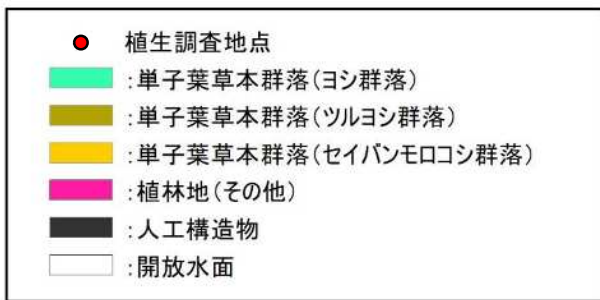 植生調査地点
:単子葉草本群落(ヨシ群落)
:単子葉草本群落(ツルヨシ群落)
:単子葉草本群落(セイバンモロコシ群落)
:植林地(その他)
:人工構造物
:開放水面